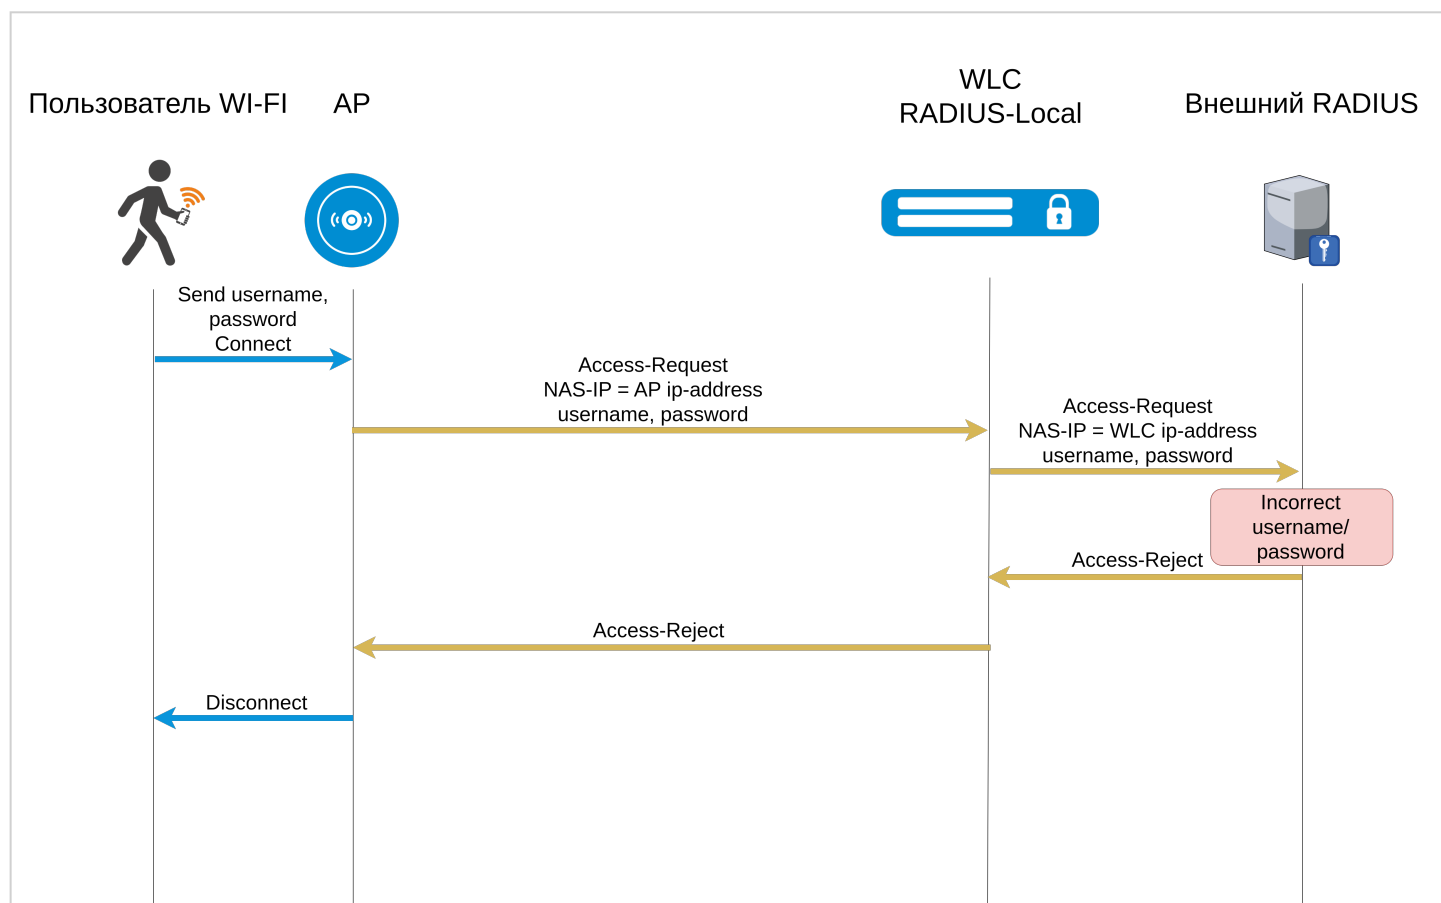 Пользователь WI-FI
AP
WLC
RADIUS-Local
Внешний RADIUS
Send username,
password
Connect
Access-Request
NAS-IP = AP ip-address
username, password
Access-Request
NAS-IP = WLC ip-address
username, password
Incorrect
username/
password
Access-Reject
Access-Reject
Disconnect